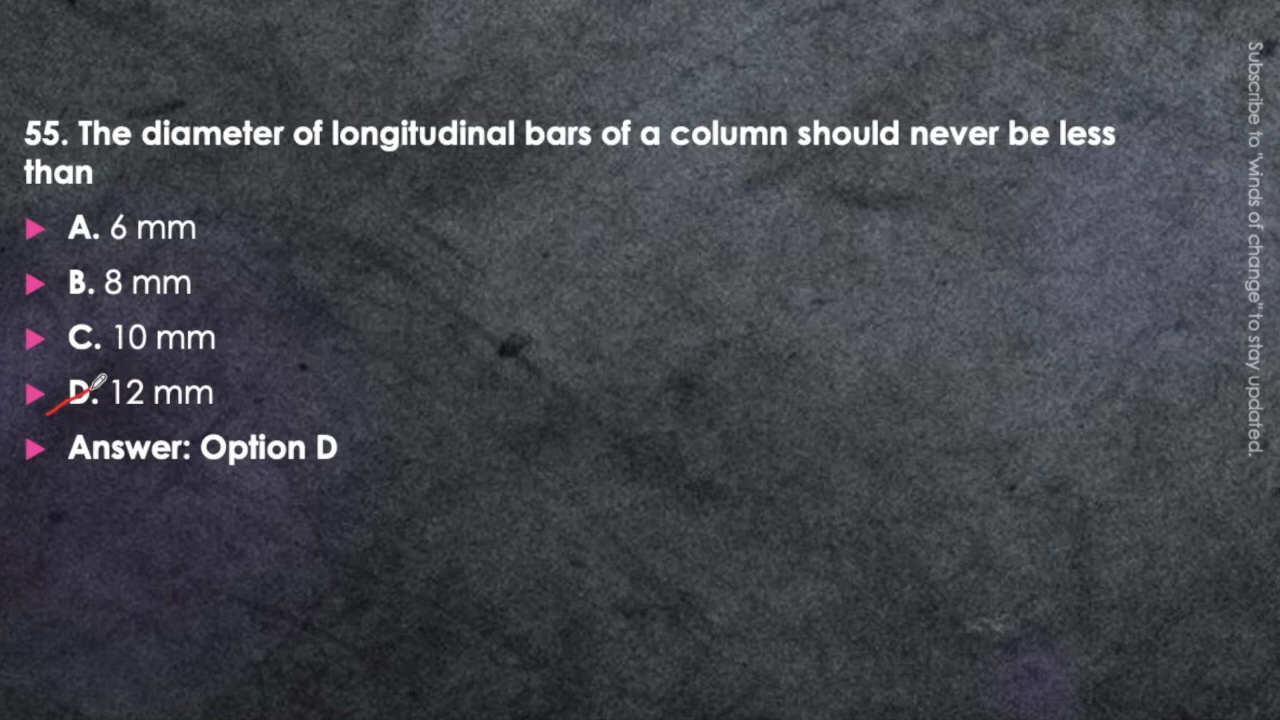 55. The diameter of longitudinal bars of a column should never be less
than
A. 6 mm
B. 8 mm
C. 10 mm
D. 12 mm
Answer: Option D
Subscribe to "winds of change" to stay updated.